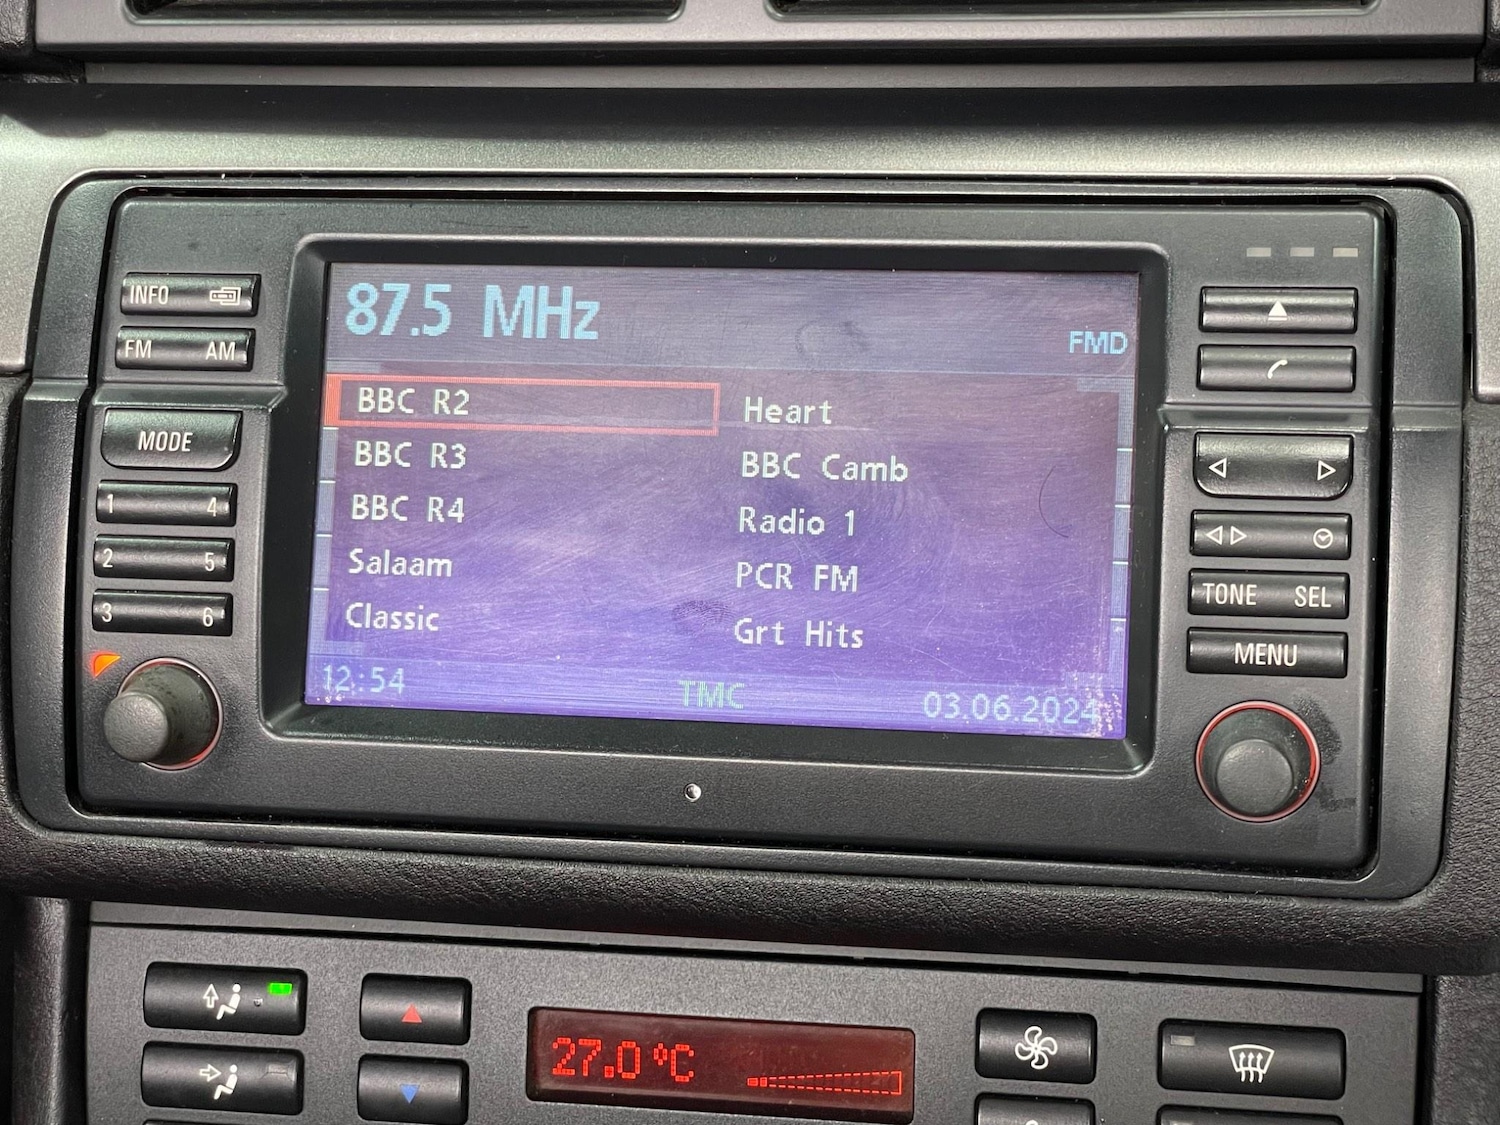 87.5 MHz
FMD
BBC R2
BBC R3
BBC R4
Salaam
Classic
Heart
BBC Camb
Radio 1
PCR FM
Grt Hits
12:54
TMC
03.06.2024
INFO
FM AM
MODE
1 4
2 5
3 6
TONE SEL
MENU
27.0 °C